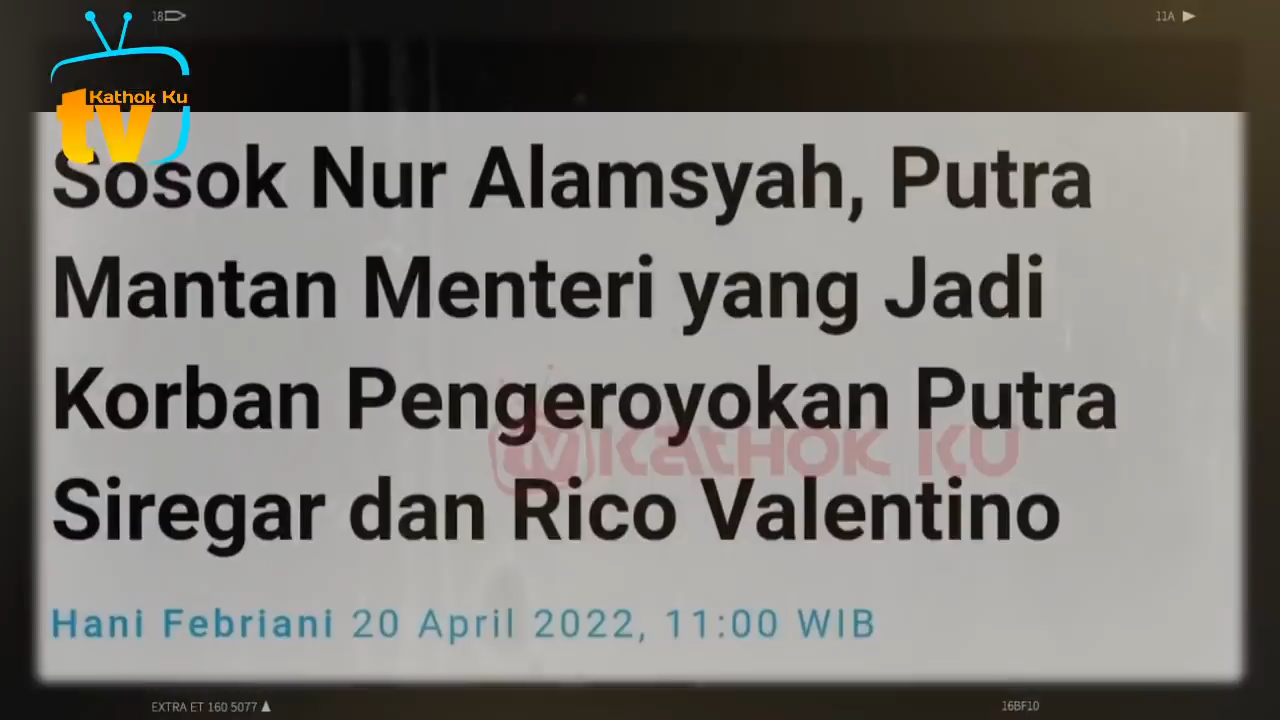 18
11A
Kathok Ku
tv
Sosok Nur Alamsyah, Putra
Mantan Menteri yang Jadi
Korban Pengeroyokan Putra
tv KatHOK KU
Siregar dan Rico Valentino
Hani Febriani 20 April 2022, 11:00 WIB
EXTRA ET 160 5077
16BF10